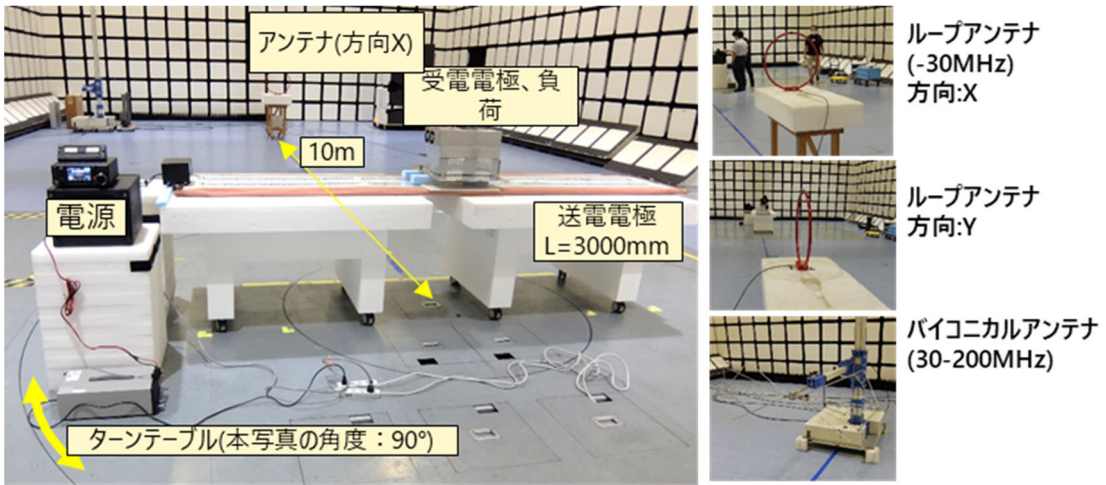 アンテナ(方向X)
受電電極、負
荷
10m
電源
送電電極
L=3000mm
ターンテーブル(本写真の角度：90°)
ループアンテナ
(-30MHz)
方向:X
ループアンテナ
方向:Y
バイコニカルアンテナ
(30-200MHz)